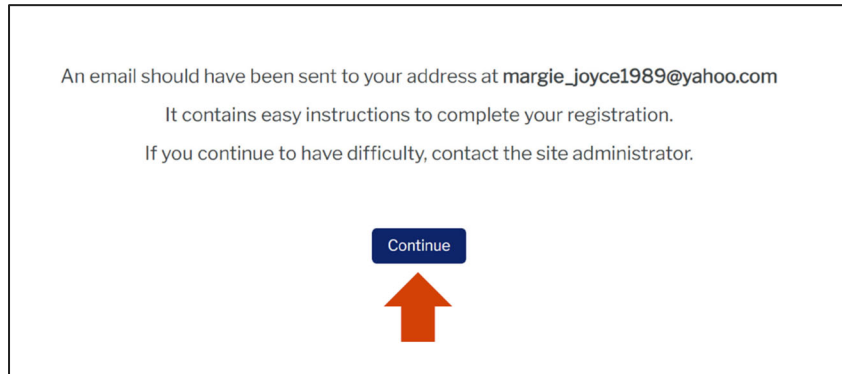 An email should have been sent to your address at margie_joyce1989@yahoo.com
It contains easy instructions to complete your registration.
If you continue to have difficulty, contact the site administrator.
Continue